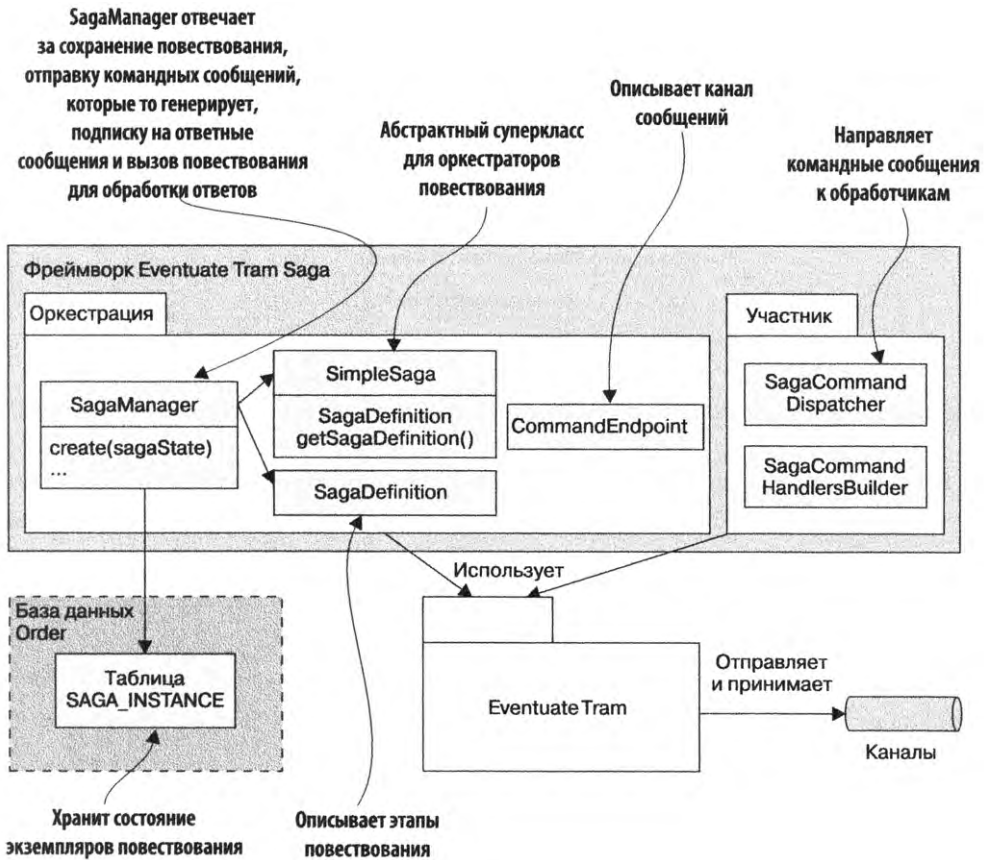 SagaManager отвечает
за сохранение повествования,
отправку командных сообщений,
которые то генерирует,
подписку на ответные
сообщения и вызов повествования
для обработки ответов
Абстрактный суперкласс
для оркестраторов
повествования
Описывает канал
сообщений
Направляет
командные сообщения
к обработчикам
Фреймворк Eventuate Tram Saga
Оркестрация
Участник
SagaManager
create(sagaState)
...
SimpleSaga
SagaDefinition
getSagaDefinition()
SagaDefinition
CommandEndpoint
SagaCommand
Dispatcher
SagaCommand
HandlersBuilder
Использует
База данных
Order
Таблица
SAGA_INSTANCE
Eventuate Tram
Отправляет
и принимает
Каналы
Хранит состояние
экземпляров повествования
Описывает этапы
повествования